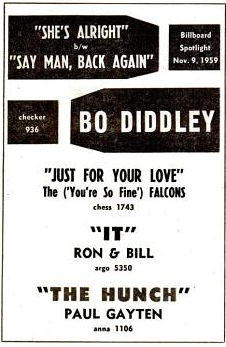 "SHE'S ALRIGHT"
b/w
"SAY MAN, BACK AGAIN"
Billboard
Spotlight
Nov. 9, 1959
checker
936
BO DIDDLEY
"JUST FOR YOUR LOVE"
The ('You're So Fine') FALCONS
chess 1743
"IT"
RON & BILL
argo 5350
"THE HUNCH"
PAUL GAYTEN
anna 1106